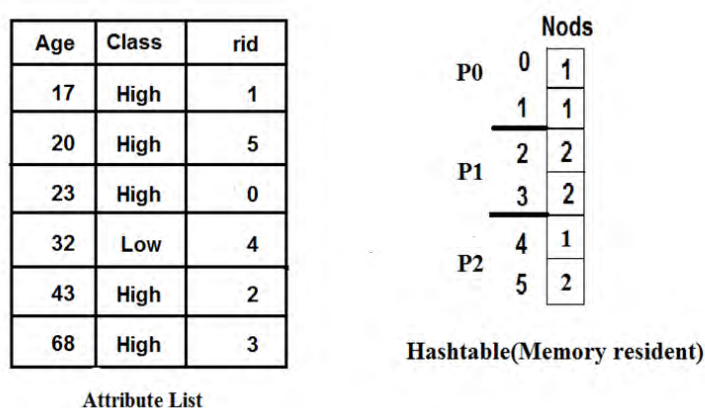 Age Class rid
17 High 1
20 High 5
23 High 0
32 Low 4
43 High 2
68 High 3
Attribute List
Nods
P0 0 1
1 1
P1 2 2
3 2
P2 4 1
5 2
Hashtable(Memory resident)